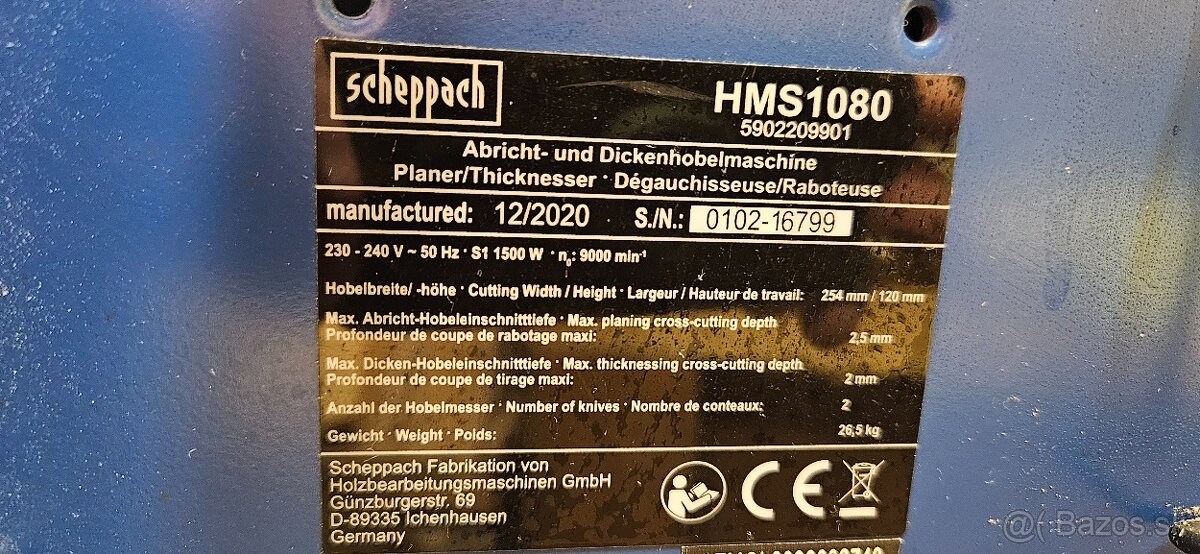 scheppach
HMS1080
5902209901
Abricht- und Dickenhobelmaschine
Planer/Thicknesser · Dégauchisseuse/Raboteuse
manufactured: 12/2020 S./N.: 0102-16799
230 - 240 V ~ 50 Hz · S1 1500 W · n₀: 9000 min⁻¹
Hobelbreite/ -höhe · Cutting Width / Height · Largeur / Hauteur de travail: 254 mm / 120 mm
Max. Abricht-Hobeleinschnitttiefe · Max. planing cross-cutting depth
Profondeur de coupe de rabotage maxi: 2,5 mm
Max. Dicken-Hobeleinschnitttiefe · Max. thicknessing cross-cutting depth
Profondeur de coupe de tirage maxi: 2 mm
Anzahl der Hobelmesser · Number of knives · Nombre de conteaux: 2
Gewicht · Weight · Poids: 26,5 kg
Scheppach Fabrikation von
Holzbearbeitungsmaschinen GmbH
Günzburgerstr. 69
D-89335 Ichenhausen
Germany
CE
Bazos.s